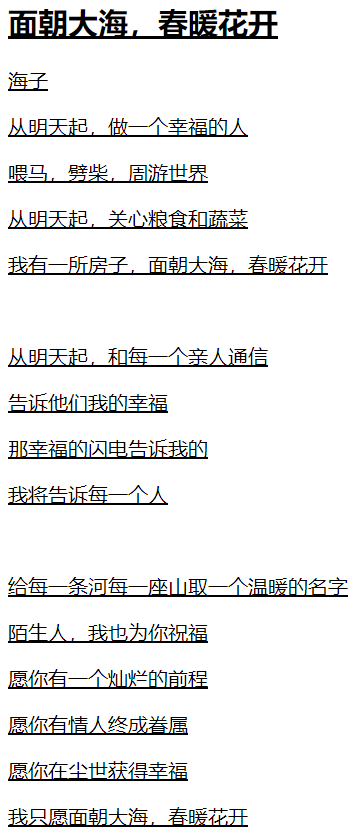 面朝大海，春暖花开
海子
从明天起，做一个幸福的人
喂马，劈柴，周游世界
从明天起，关心粮食和蔬菜
我有一所房子，面朝大海，春暖花开
从明天起，和每一个亲人通信
告诉他们我的幸福
那幸福的闪电告诉我的
我将告诉每一个人
给每一条河每一座山取一个温暖的名字
陌生人，我也为你祝福
愿你有一个灿烂的前程
愿你有情人终成眷属
愿你在尘世获得幸福
我只愿面朝大海，春暖花开